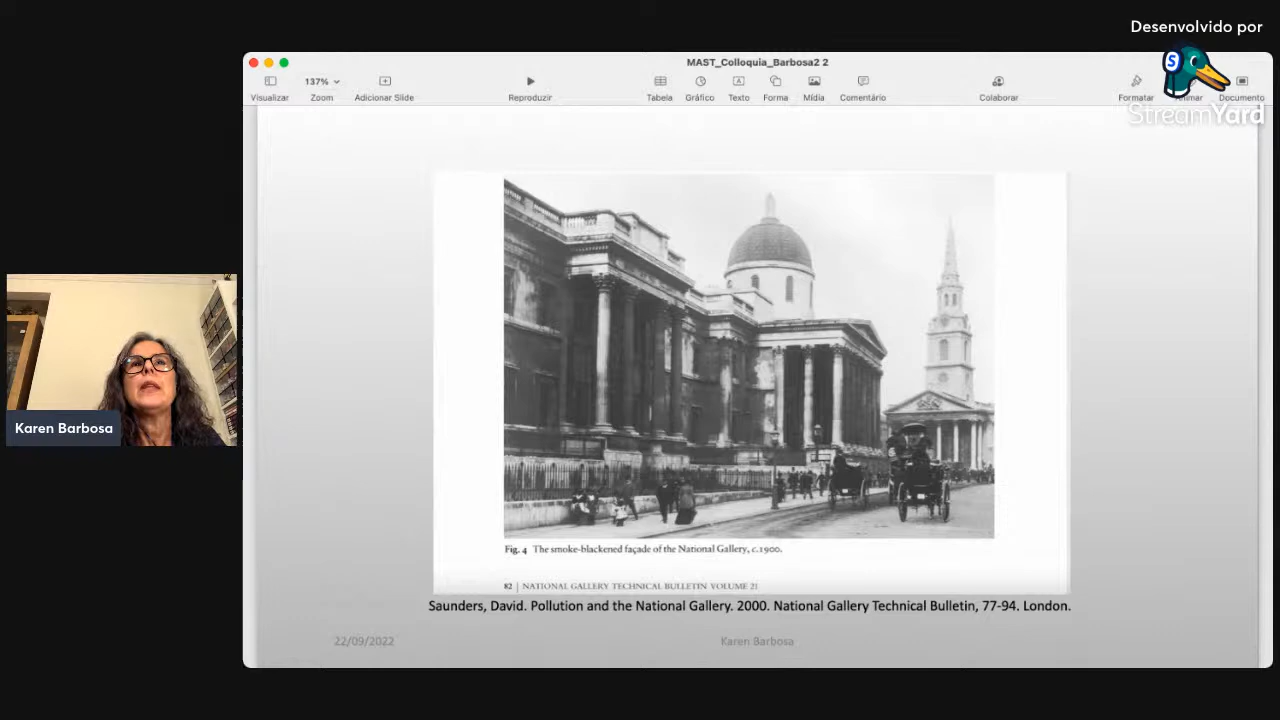 Desenvolvido por
StreamYard
MAST_Colloquia_Barbosa2 2
137%
Visualizar
Zoom
Adicionar Slide
Reproduzir
Tabela
Gráfico
Texto
Forma
Mídia
Comentário
Colaborar
Formatar
Animar
Documento
Karen Barbosa
Fig. 4 The smoke-blackened façade of the National Gallery, c.1900.
82 | NATIONAL GALLERY TECHNICAL BULLETIN VOLUME 21
Saunders, David. Pollution and the National Gallery. 2000. National Gallery Technical Bulletin, 77-94. London.
22/09/2022
Karen Barbosa